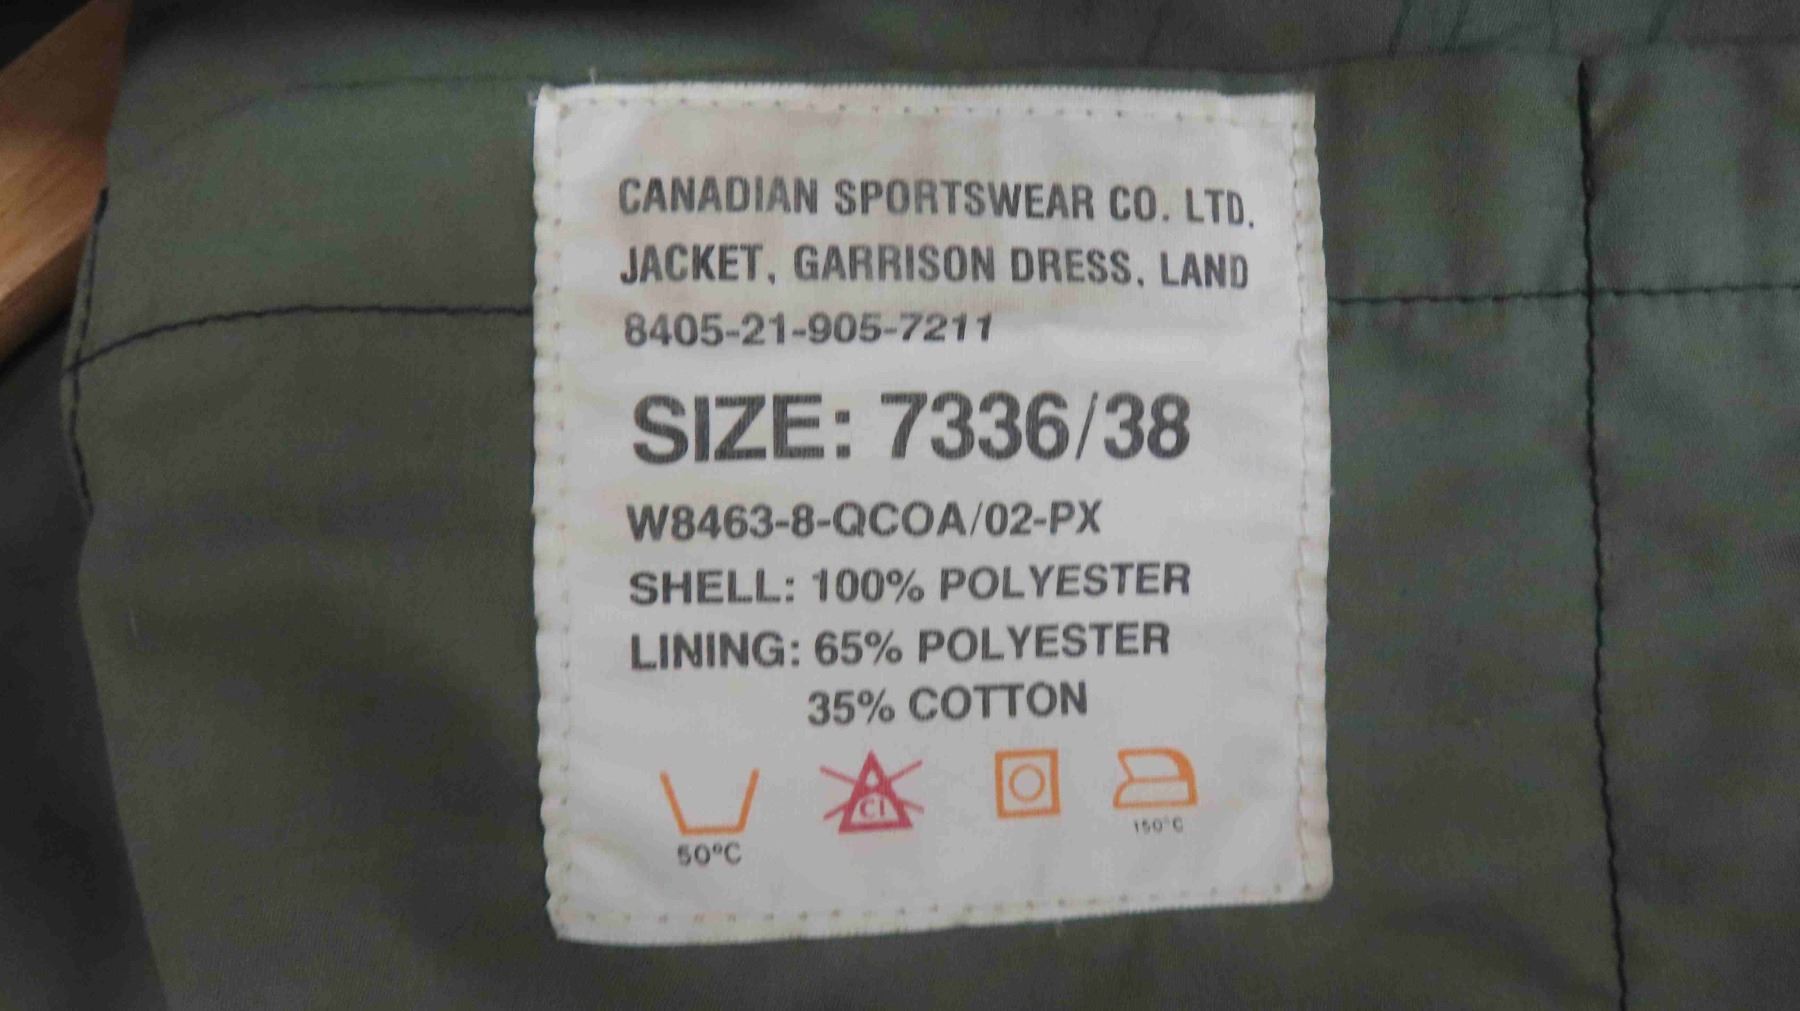 CANADIAN SPORTSWEAR CO. LTD.
JACKET, GARRISON DRESS, LAND
8405-21-905-7211
SIZE: 7336/38
W8463-8-QCOA/02-PX
SHELL: 100% POLYESTER
LINING: 65% POLYESTER
35% COTTON
Cl
50°C
150°C